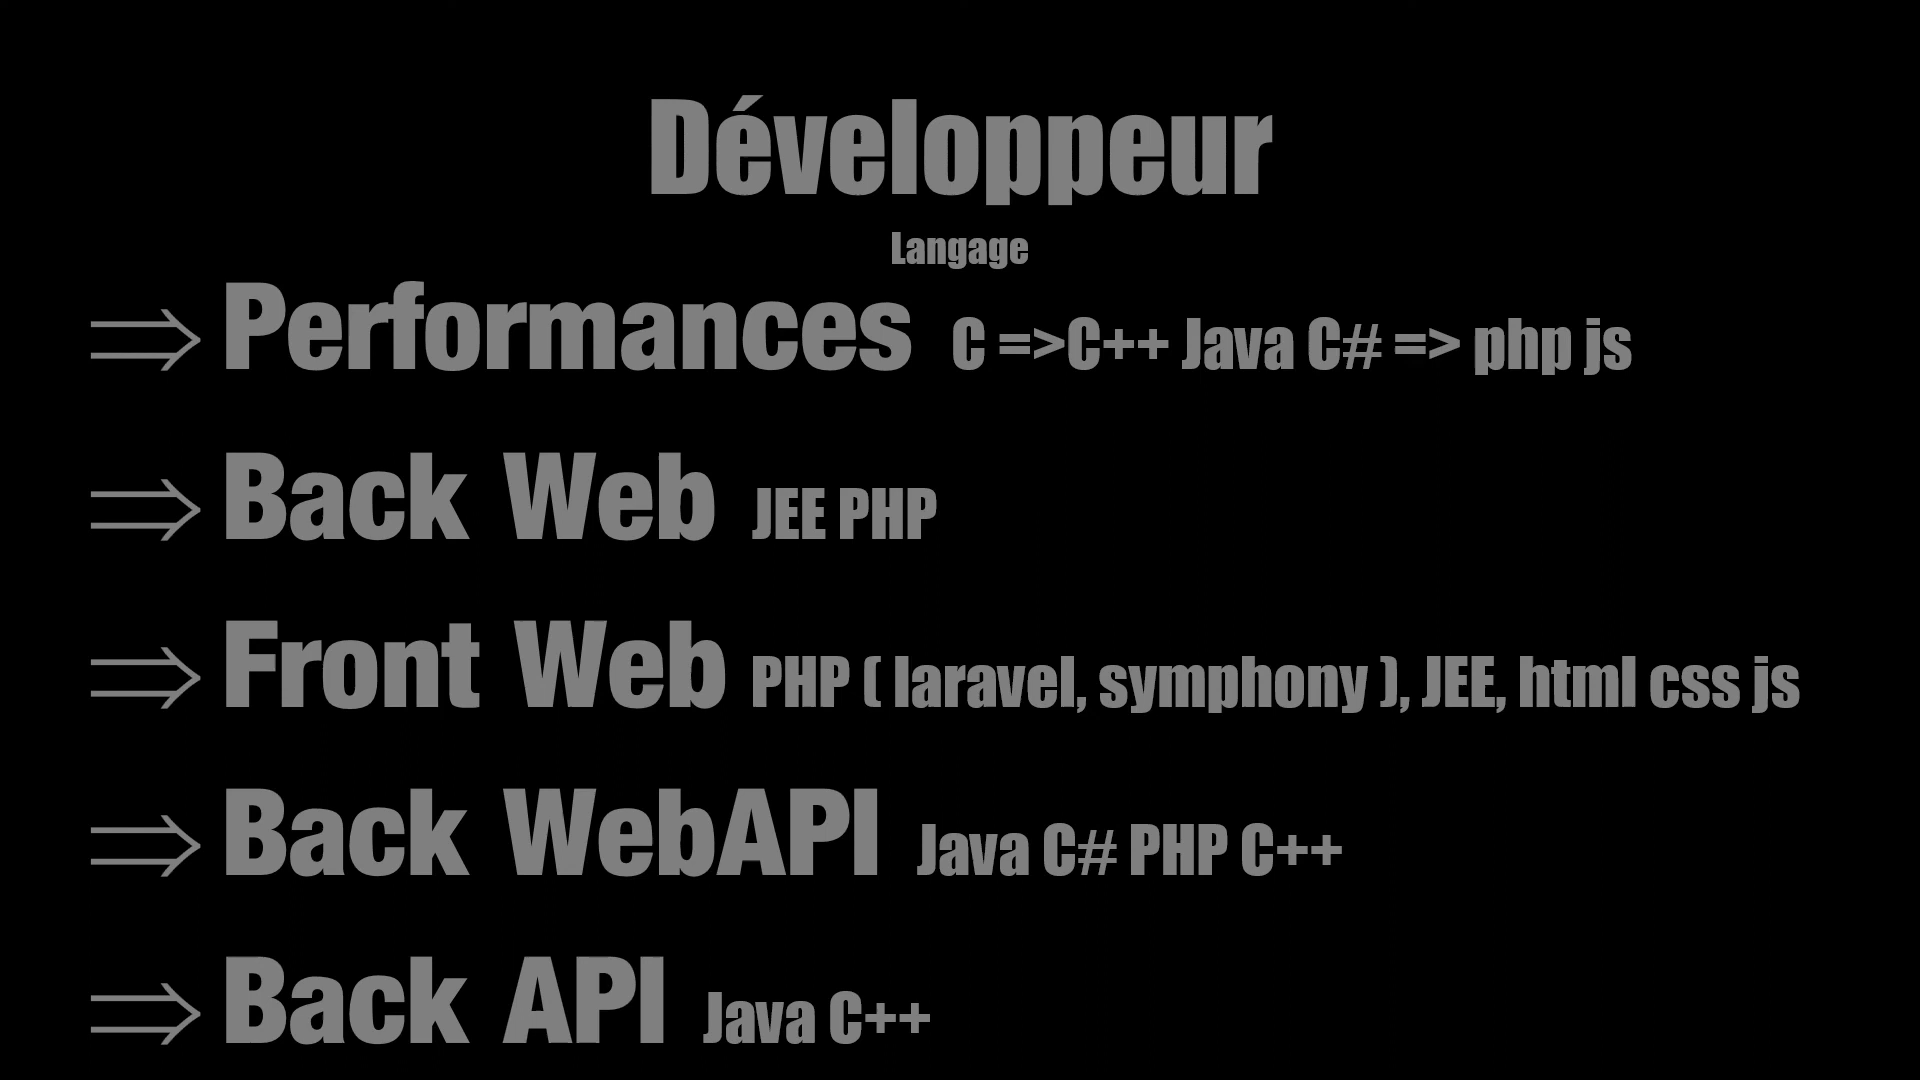 Développeur
Langage
⇒ Performances C =>C++ Java C# => php js
⇒ Back Web JEE PHP
⇒ Front Web PHP ( laravel, symphony ), JEE, html css js
⇒ Back WebAPI Java C# PHP C++
⇒ Back API Java C++